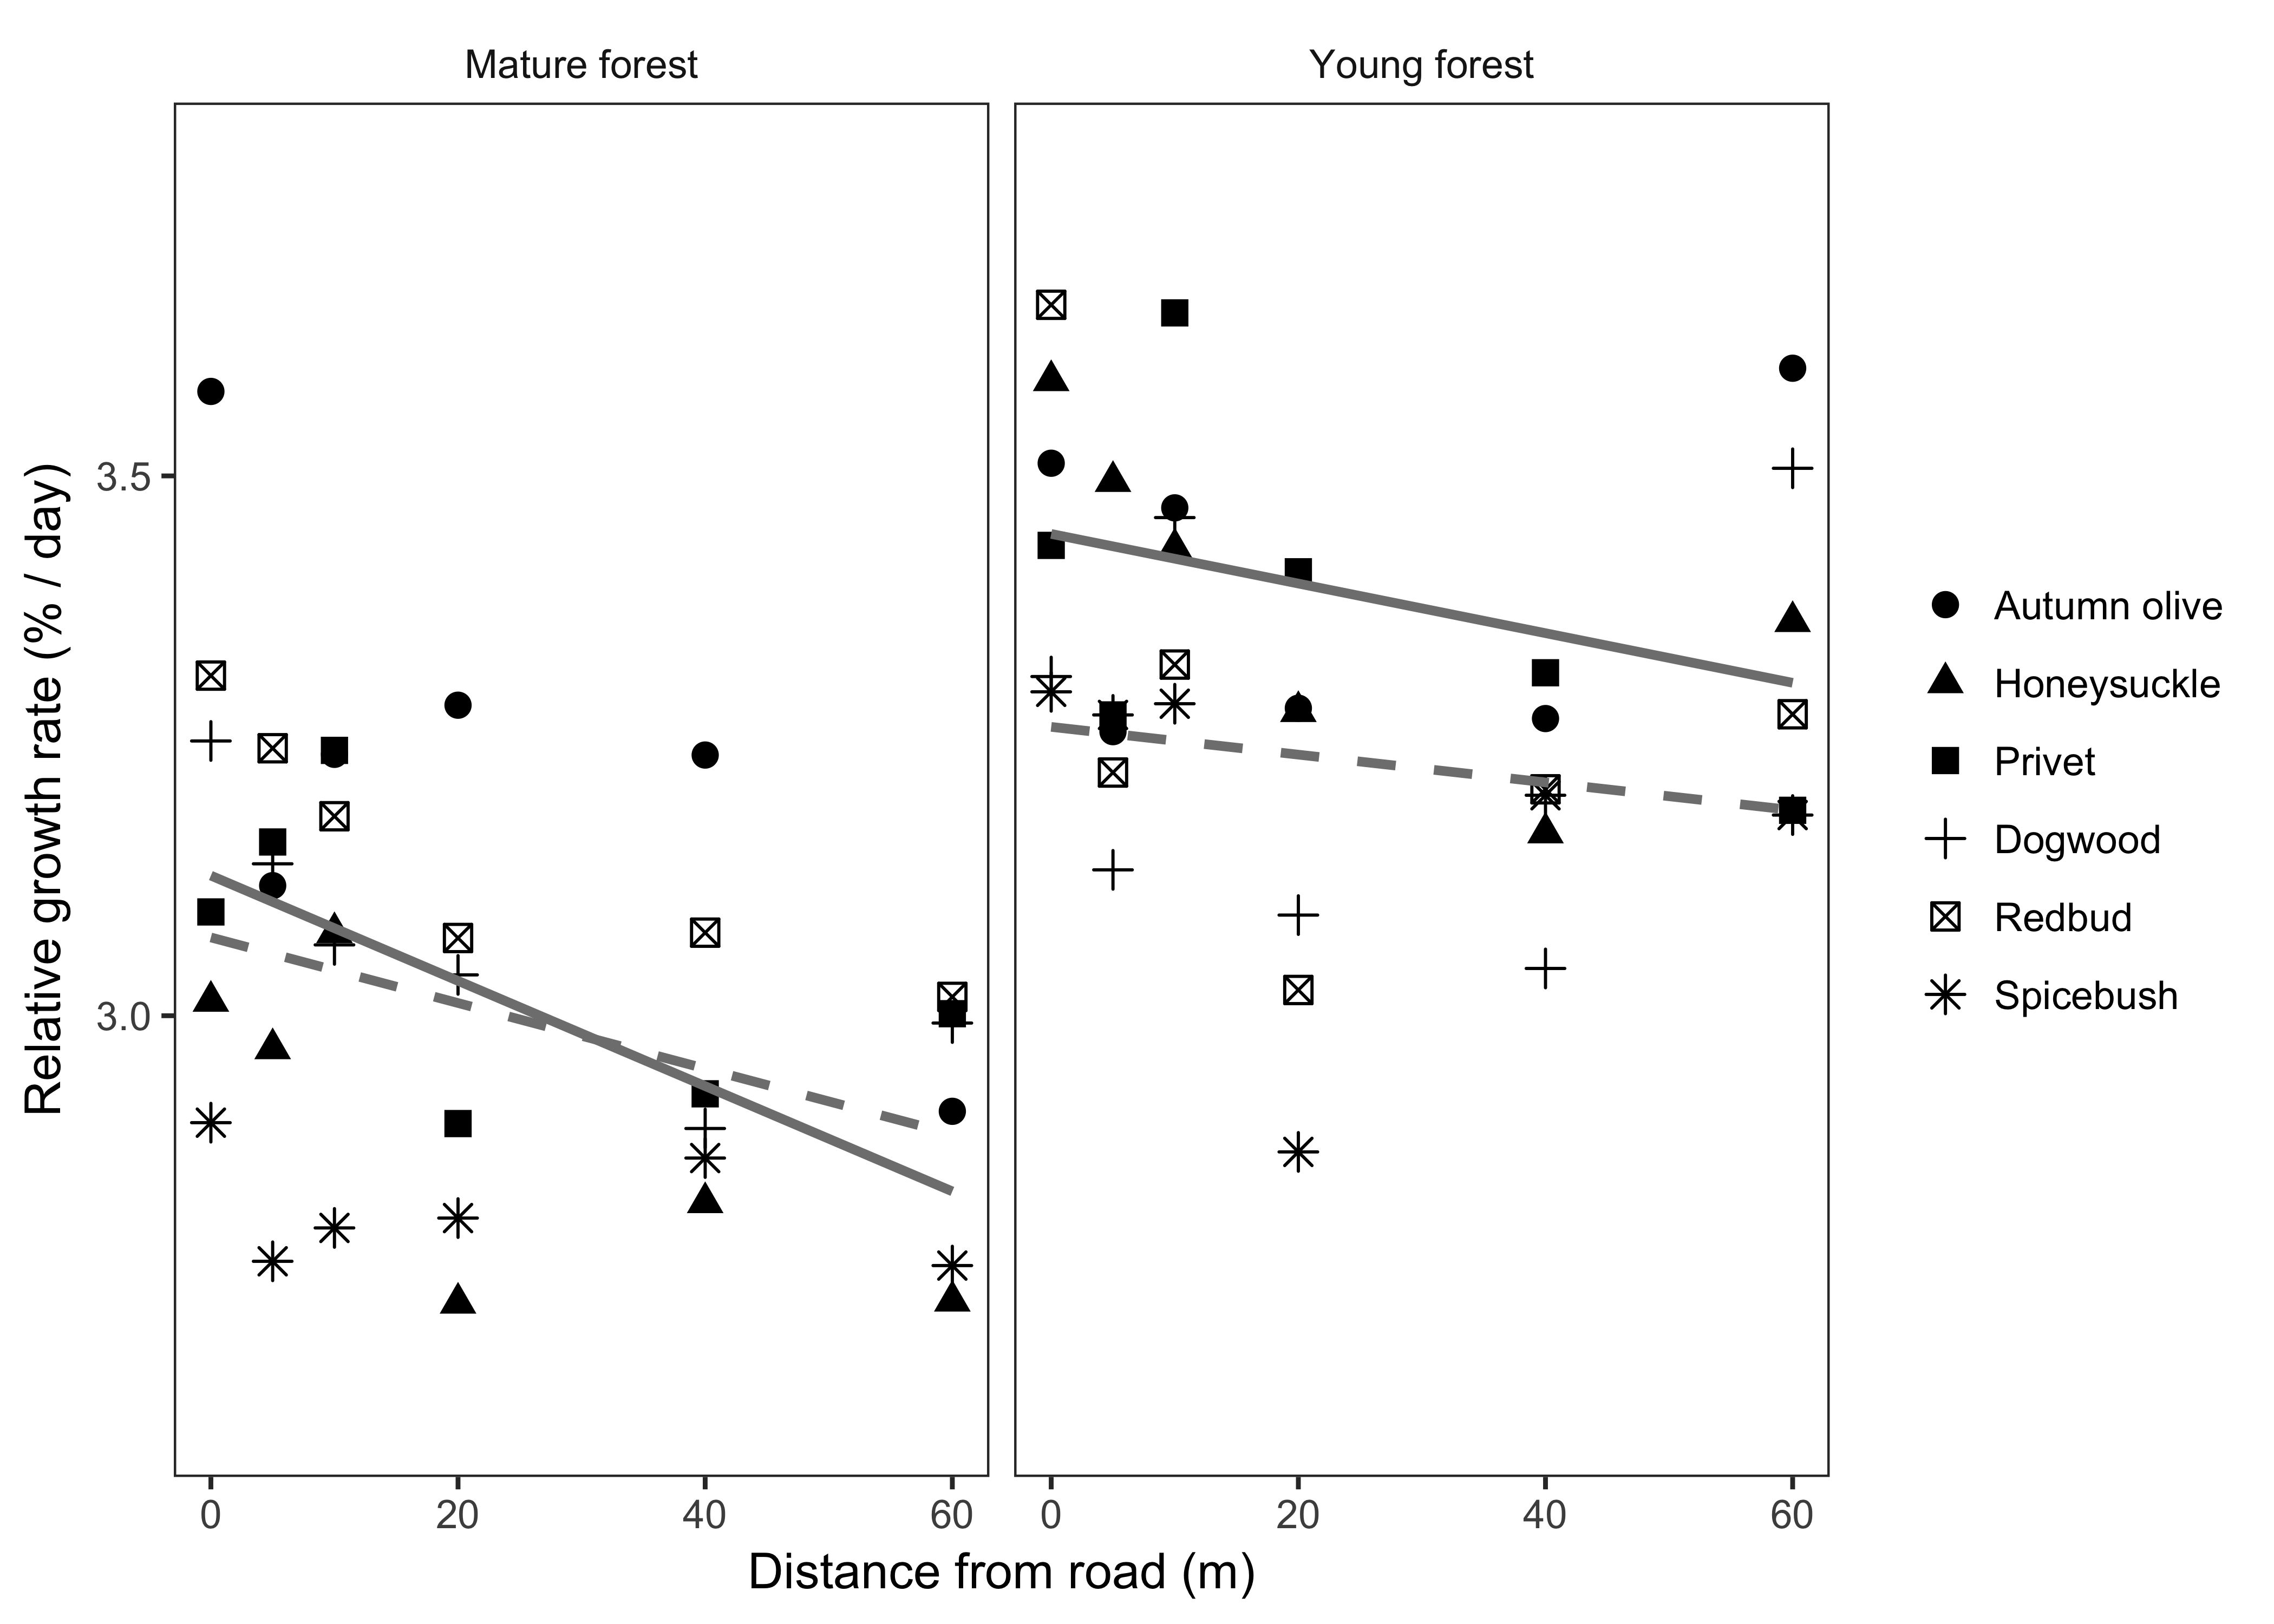 Mature forest
Young forest
Relative growth rate (% / day)
3.5
3.0
0
20
40
60
0
20
40
60
Distance from road (m)
Autumn olive
Honeysuckle
Privet
Dogwood
Redbud
Spicebush